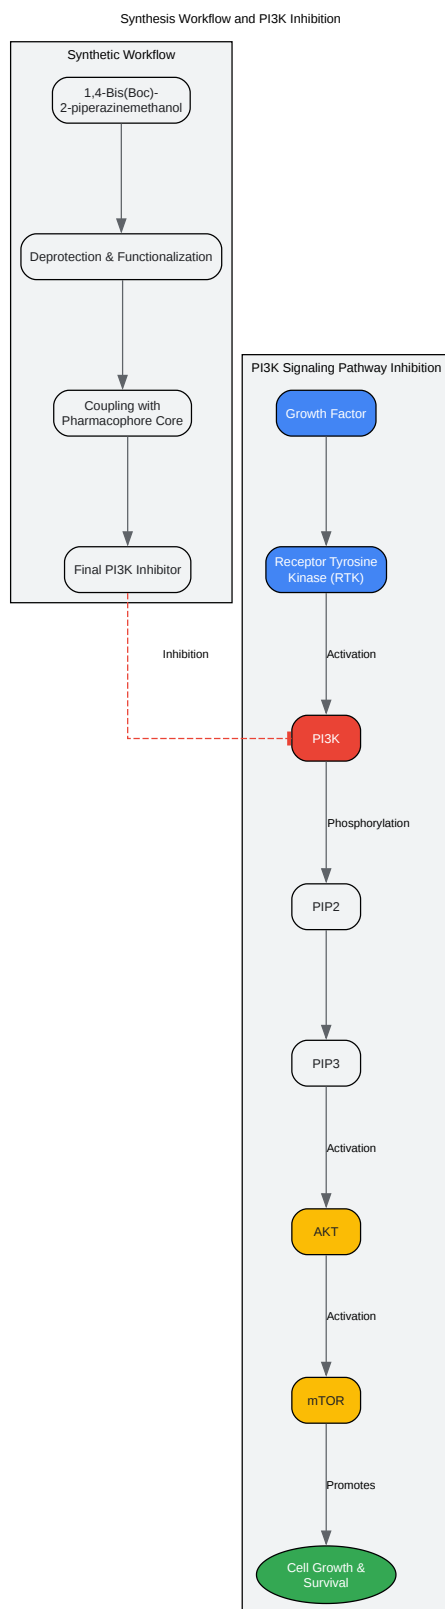 Synthesis Workflow and PI3K Inhibition
Synthetic Workflow
1,4-Bis(Boc)-
2-piperazinemethanol
Deprotection & Functionalization
Coupling with
Pharmacophore Core
Final PI3K Inhibitor
Inhibition
PI3K Signaling Pathway Inhibition
Growth Factor
Receptor Tyrosine
Kinase (RTK)
Activation
PI3K
Phosphorylation
PIP2
PIP3
Activation
AKT
Activation
mTOR
Promotes
Cell Growth &
Survival